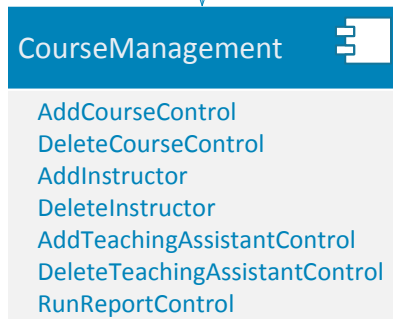 CourseManagement
AddCourseControl
DeleteCourseControl
AddInstructor
DeleteInstructor
AddTeachingAssistantControl
DeleteTeachingAssistantControl
RunReportControl